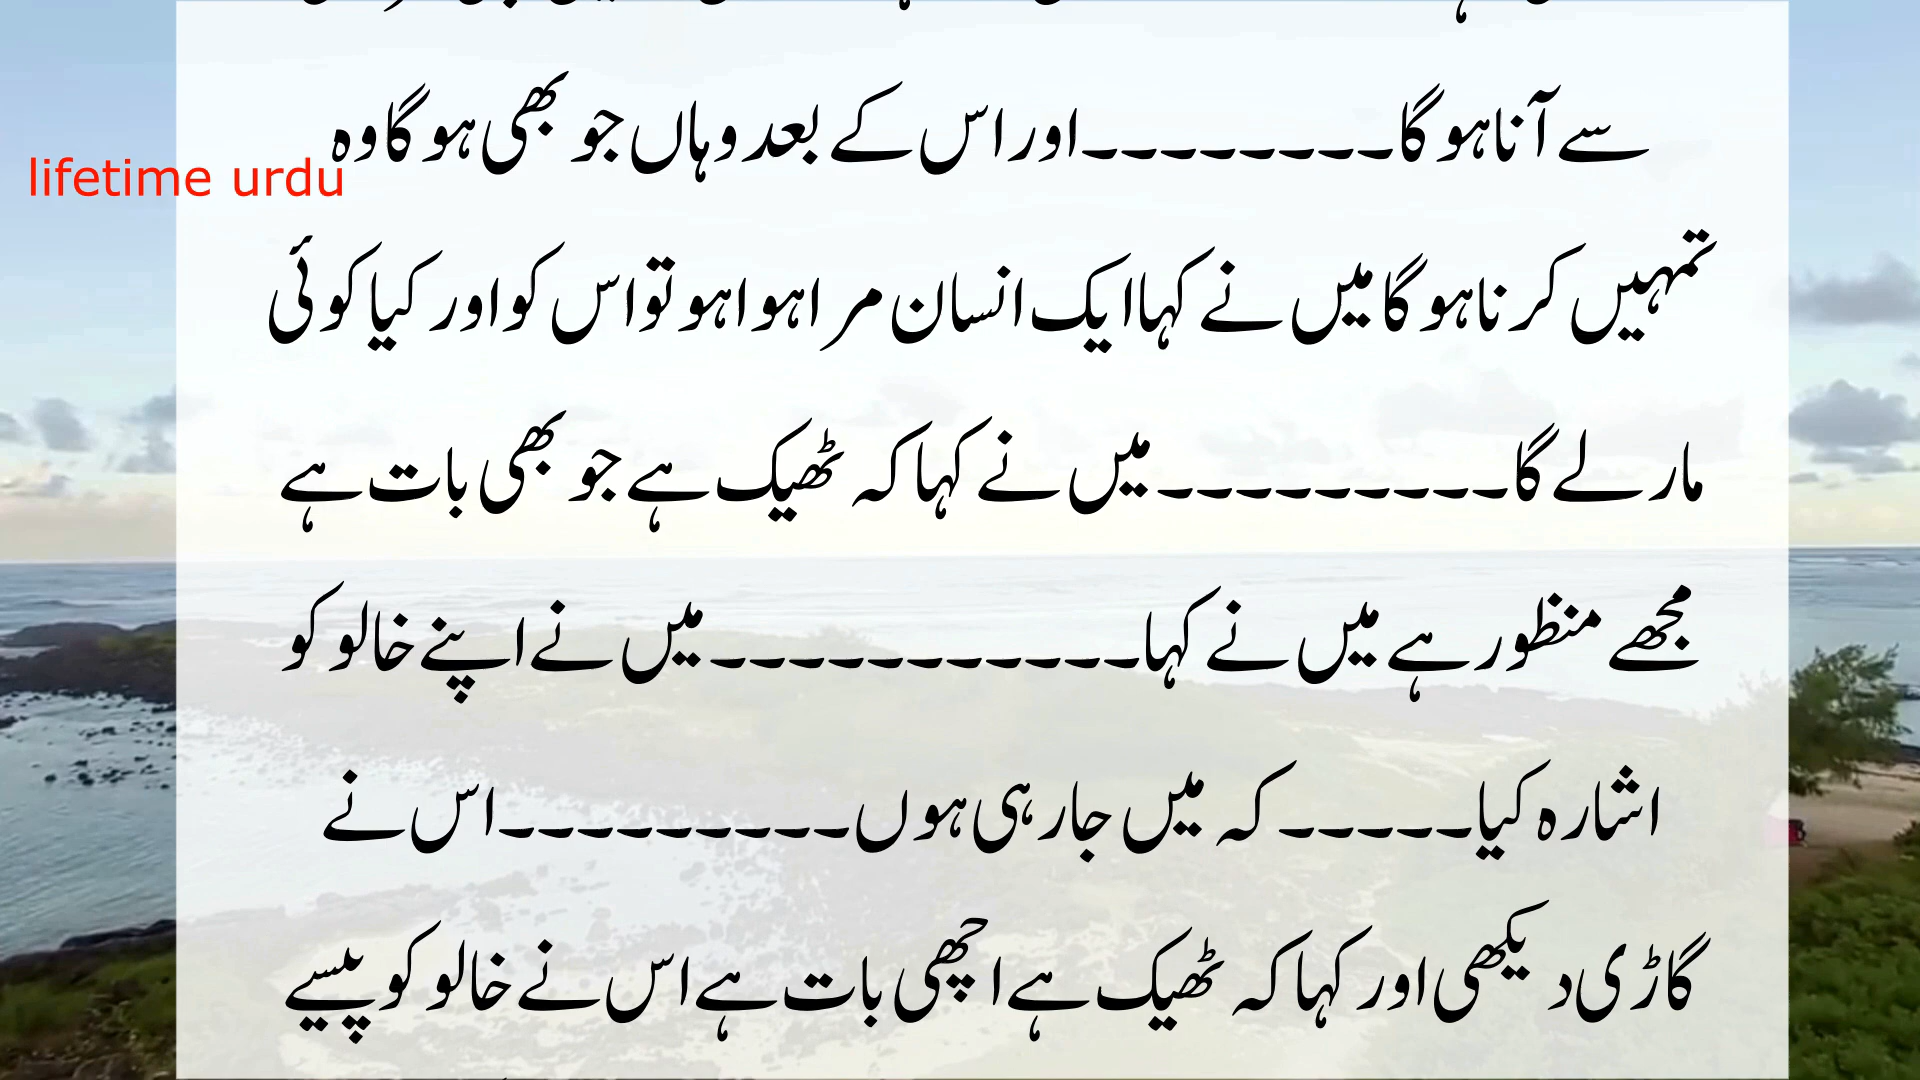 سے آنا ہو گا۔۔۔۔۔۔۔۔اور اس کے بعد وہاں جو بھی ہو گا وہ
lifetime urdu
تمہیں کرنا ہو گا میں نے کہا ایک انسان مرا ہوا ہو تو اس کو اور کیا کوئی
مار لے گا۔۔۔۔۔۔۔۔۔میں نے کہا کہ ٹھیک ہے جو بھی بات ہے
مجھے منظور ہے میں نے کہا۔۔۔۔۔۔۔۔۔۔۔میں نے اپنے خالو کو
اشارہ کیا۔۔۔۔۔کہ میں جا رہی ہوں۔۔۔۔۔۔۔۔۔اس نے
گاڑی دیکھی اور کہا کہ ٹھیک ہے اچھی بات ہے اس نے خالو کو پیسے